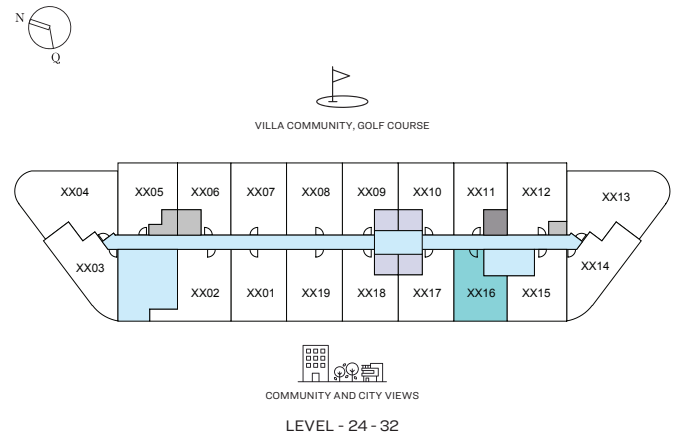 N
Q
VILLA COMMUNITY, GOLF COURSE
XX04 XX05 XX06 XX07 XX08 XX09 XX10 XX11 XX12 XX13
XX03 XX02 XX01 XX19 XX18 XX17 XX16 XX15 XX14
COMMUNITY AND CITY VIEWS
LEVEL - 24 - 32